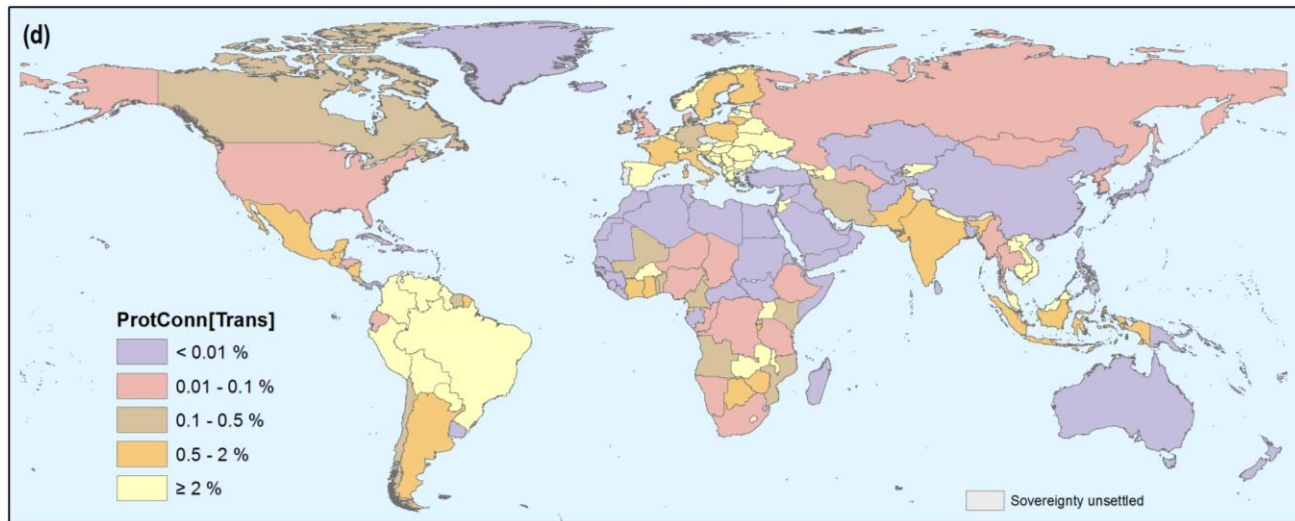 (d)
ProtConn[Trans]
< 0.01 %
0.01 - 0.1 %
0.1 - 0.5 %
0.5 - 2 %
≥ 2 %
Sovereignty unsettled